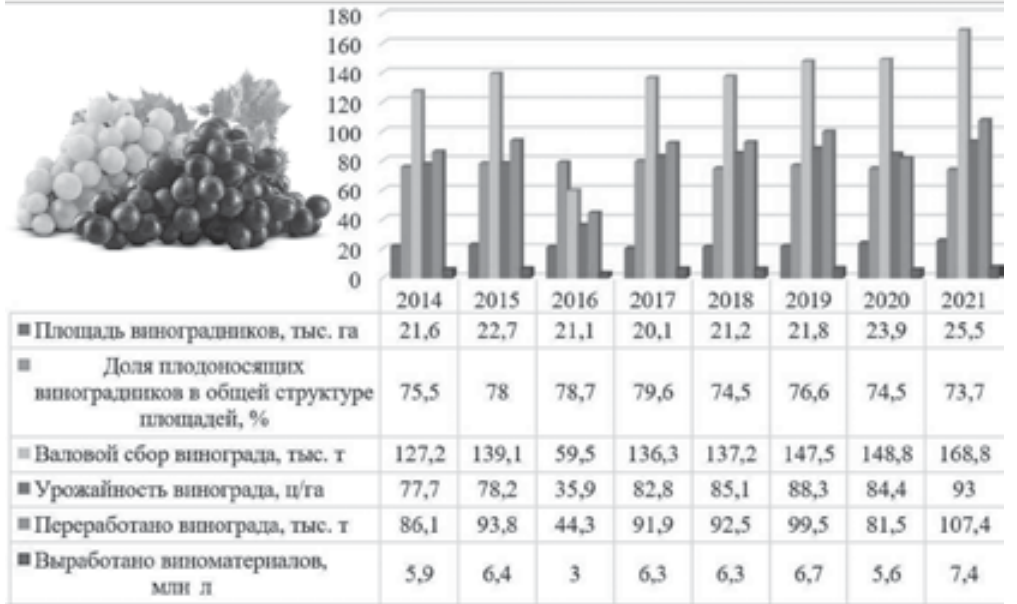 180
160
140
120
100
80
60
40
20
0
2014 2015 2016 2017 2018 2019 2020 2021
Площадь виноградников, тыс. га 21,6 22,7 21,1 20,1 21,2 21,8 23,9 25,5
Доля плодоносящих
виноградников в общей структуре 75,5 78 78,7 79,6 74,5 76,6 74,5 73,7
площадей, %
Валовой сбор винограда, тыс. т 127,2 139,1 59,5 136,3 137,2 147,5 148,8 168,8
Урожайность винограда, ц/га 77,7 78,2 35,9 82,8 85,1 88,3 84,4 93
Переработано винограда, тыс. т 86,1 93,8 44,3 91,9 92,5 99,5 81,5 107,4
Выработано виноматериалов, 5,9 6,4 3 6,3 6,3 6,7 5,6 7,4
млн л